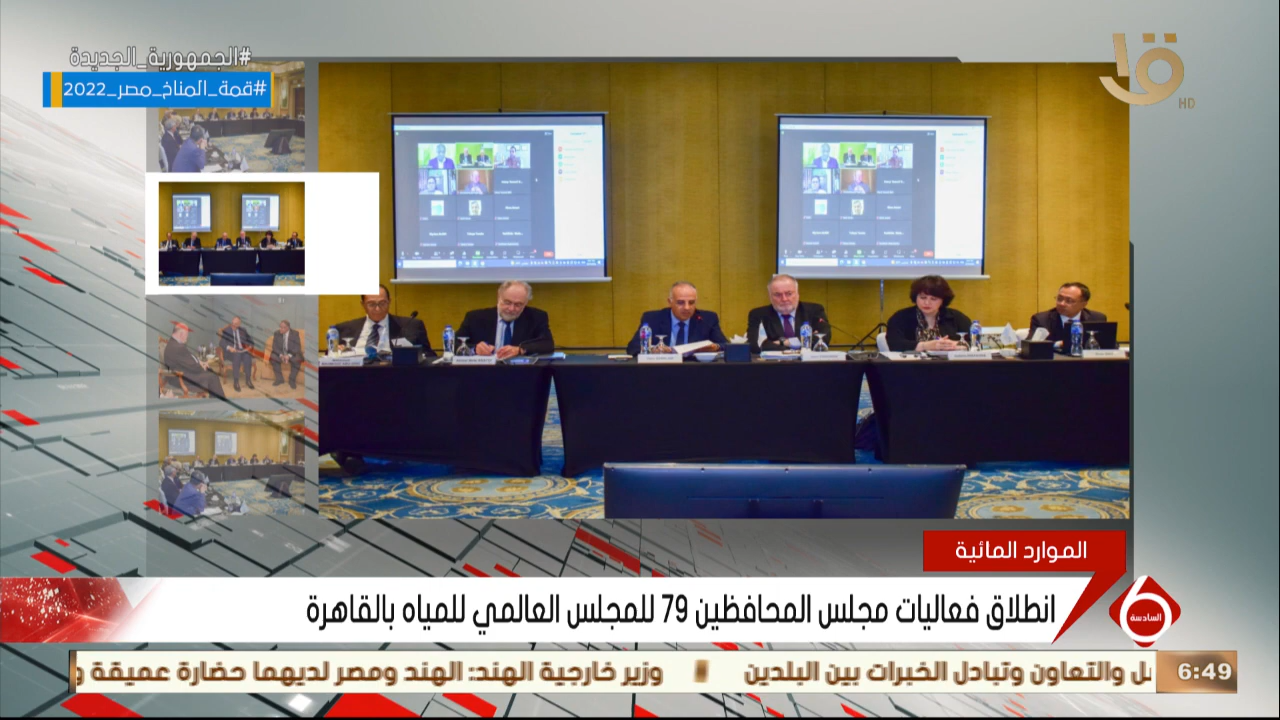 #الجمهورية_الجديدة
#قمة_المناخ_مصر_2022
HD
الموارد المائية
انطلاق فعاليات مجلس المحافظين 79 للمجلس العالمي للمياه بالقاهرة
السادسة
6:49
ـل والتعاون وتبادل الخبرات بين البلدين
وزير خارجية الهند: الهند ومصر لديهما حضارة عميقة و